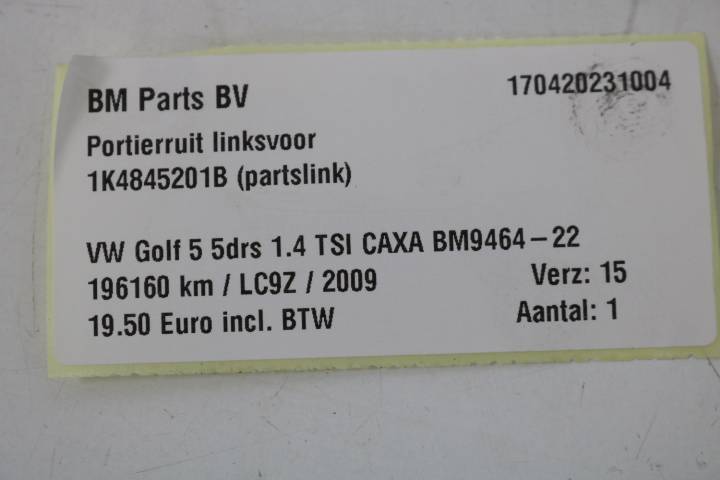 BM Parts BV 170420231004
Portierruit linksvoor
1K4845201B (partslink)
VW Golf 5 5drs 1.4 TSI CAXA BM9464-22
196160 km / LC9Z / 2009 Verz: 15
19.50 Euro incl. BTW Aantal: 1